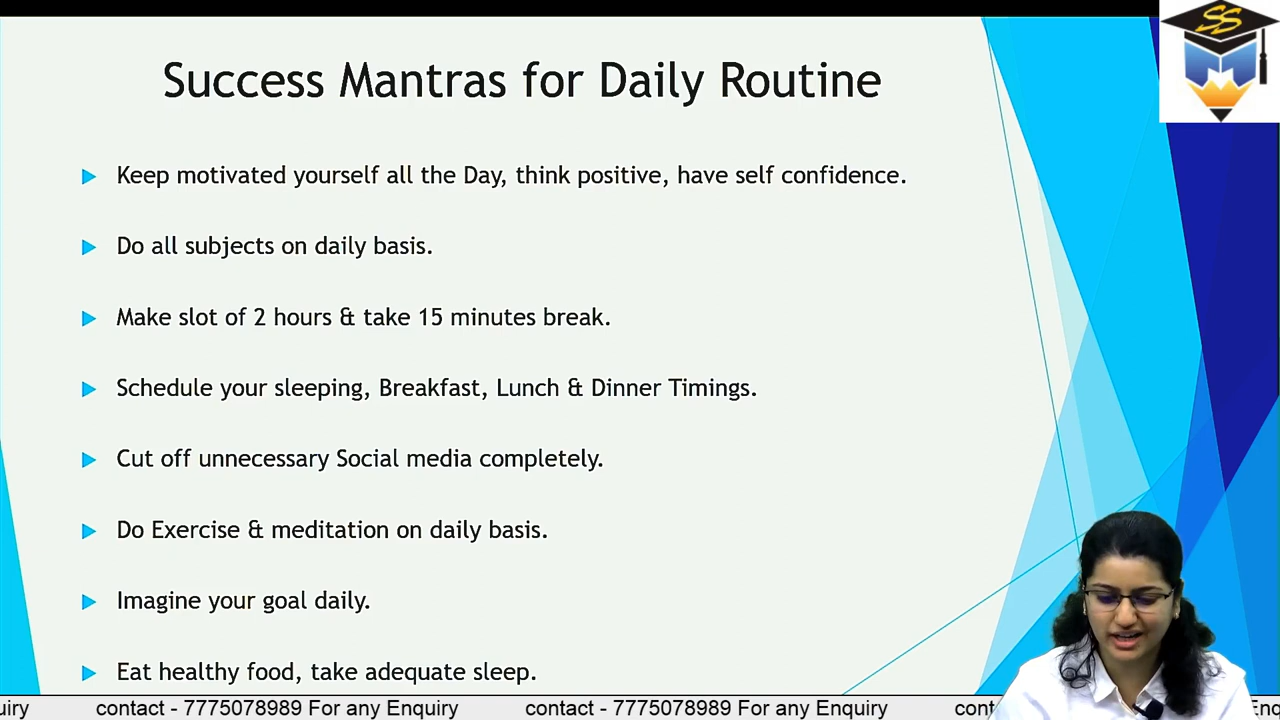 SS
Success Mantras for Daily Routine
Keep motivated yourself all the Day, think positive, have self confidence.
Do all subjects on daily basis.
Make slot of 2 hours & take 15 minutes break.
Schedule your sleeping, Breakfast, Lunch & Dinner Timings.
Cut off unnecessary Social media completely.
Do Exercise & meditation on daily basis.
Imagine your goal daily.
Eat healthy food, take adequate sleep.
uiry contact - 7775078989 For any Enquiry contact - 7775078989 For any Enquiry cont Enq